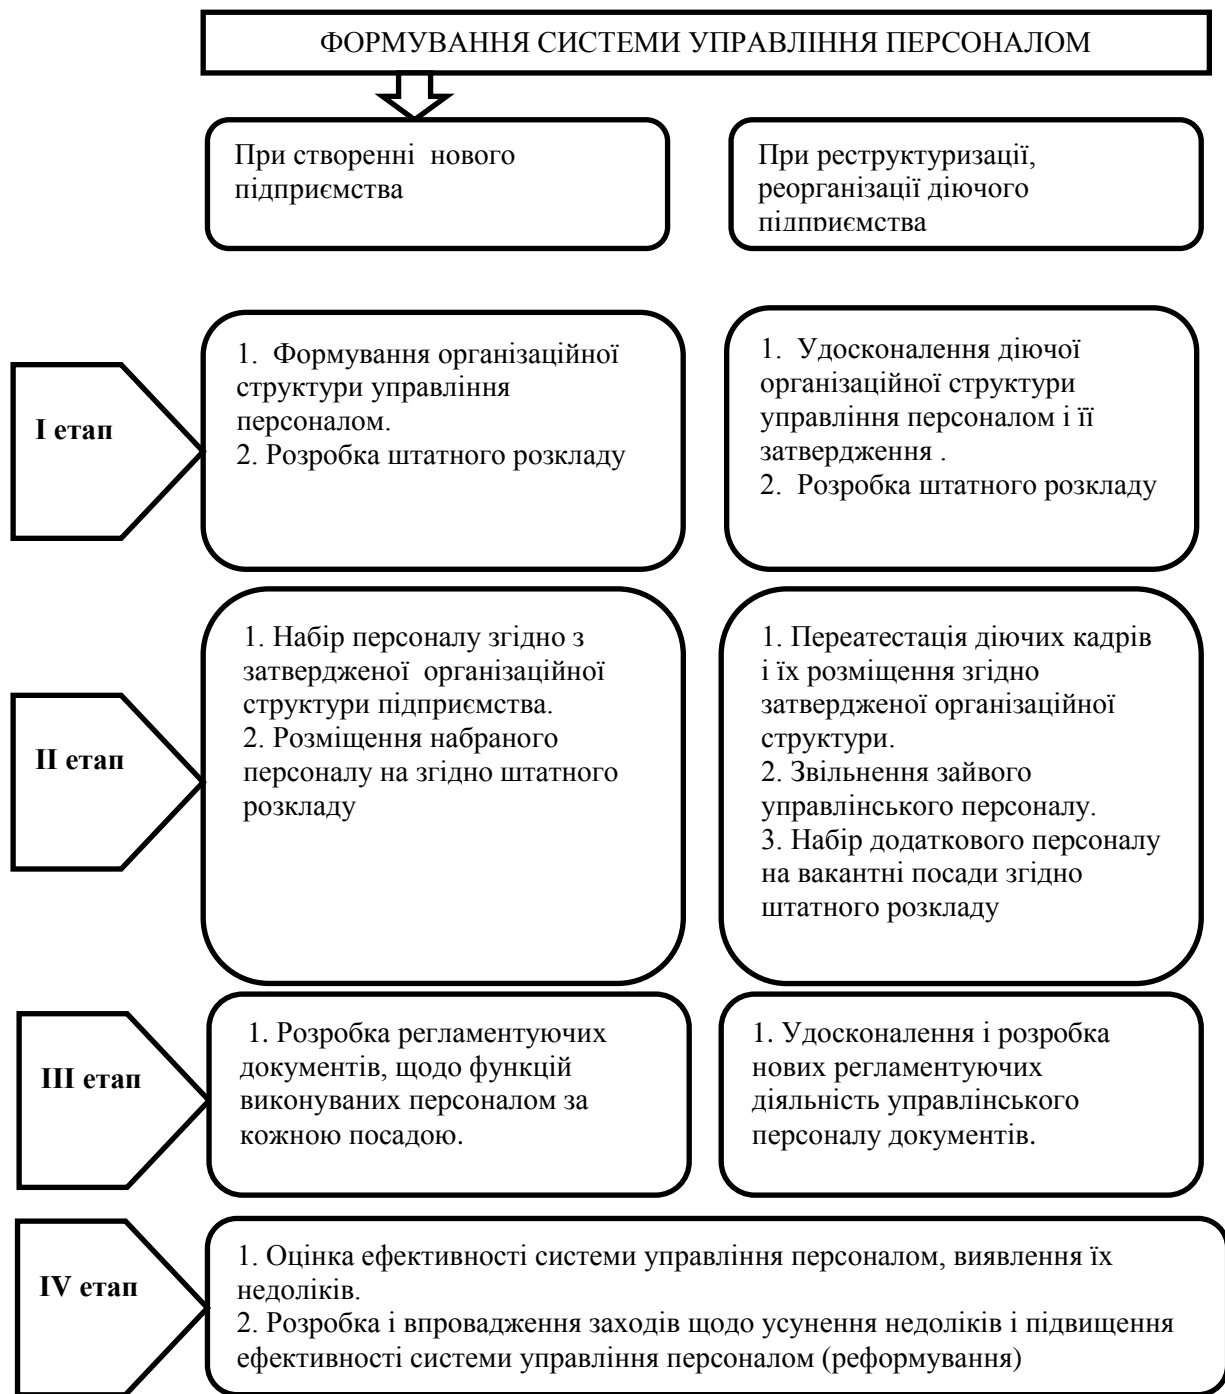 ФОРМУВАННЯ СИСТЕМИ УПРАВЛІННЯ ПЕРСОНАЛОМ
При створенні нового
підприємства
При реструктуризації,
реорганізації діючого
підприємства
I етап
1. Формування організаційної
структури управління
персоналом.
2. Розробка штатного розкладу
1. Удосконалення діючої
організаційної структури
управління персоналом і її
затвердження .
2. Розробка штатного розкладу
II етап
1. Набір персоналу згідно з
затвердженої організаційної
структури підприємства.
2. Розміщення набраного
персоналу на згідно штатного
розкладу
1. Переатестація діючих кадрів
і їх розміщення згідно
затвердженої організаційної
структури.
2. Звільнення зайвого
управлінського персоналу.
3. Набір додаткового персоналу
на вакантні посади згідно
штатного розкладу
III етап
1. Розробка регламентуючих
документів, щодо функцій
виконуваних персоналом за
кожною посадою.
1. Удосконалення і розробка
нових регламентуючих
діяльність управлінського
персоналу документів.
IV етап
1. Оцінка ефективності системи управління персоналом, виявлення їх
недоліків.
2. Розробка і впровадження заходів щодо усунення недоліків і підвищення
ефективності системи управління персоналом (реформування)